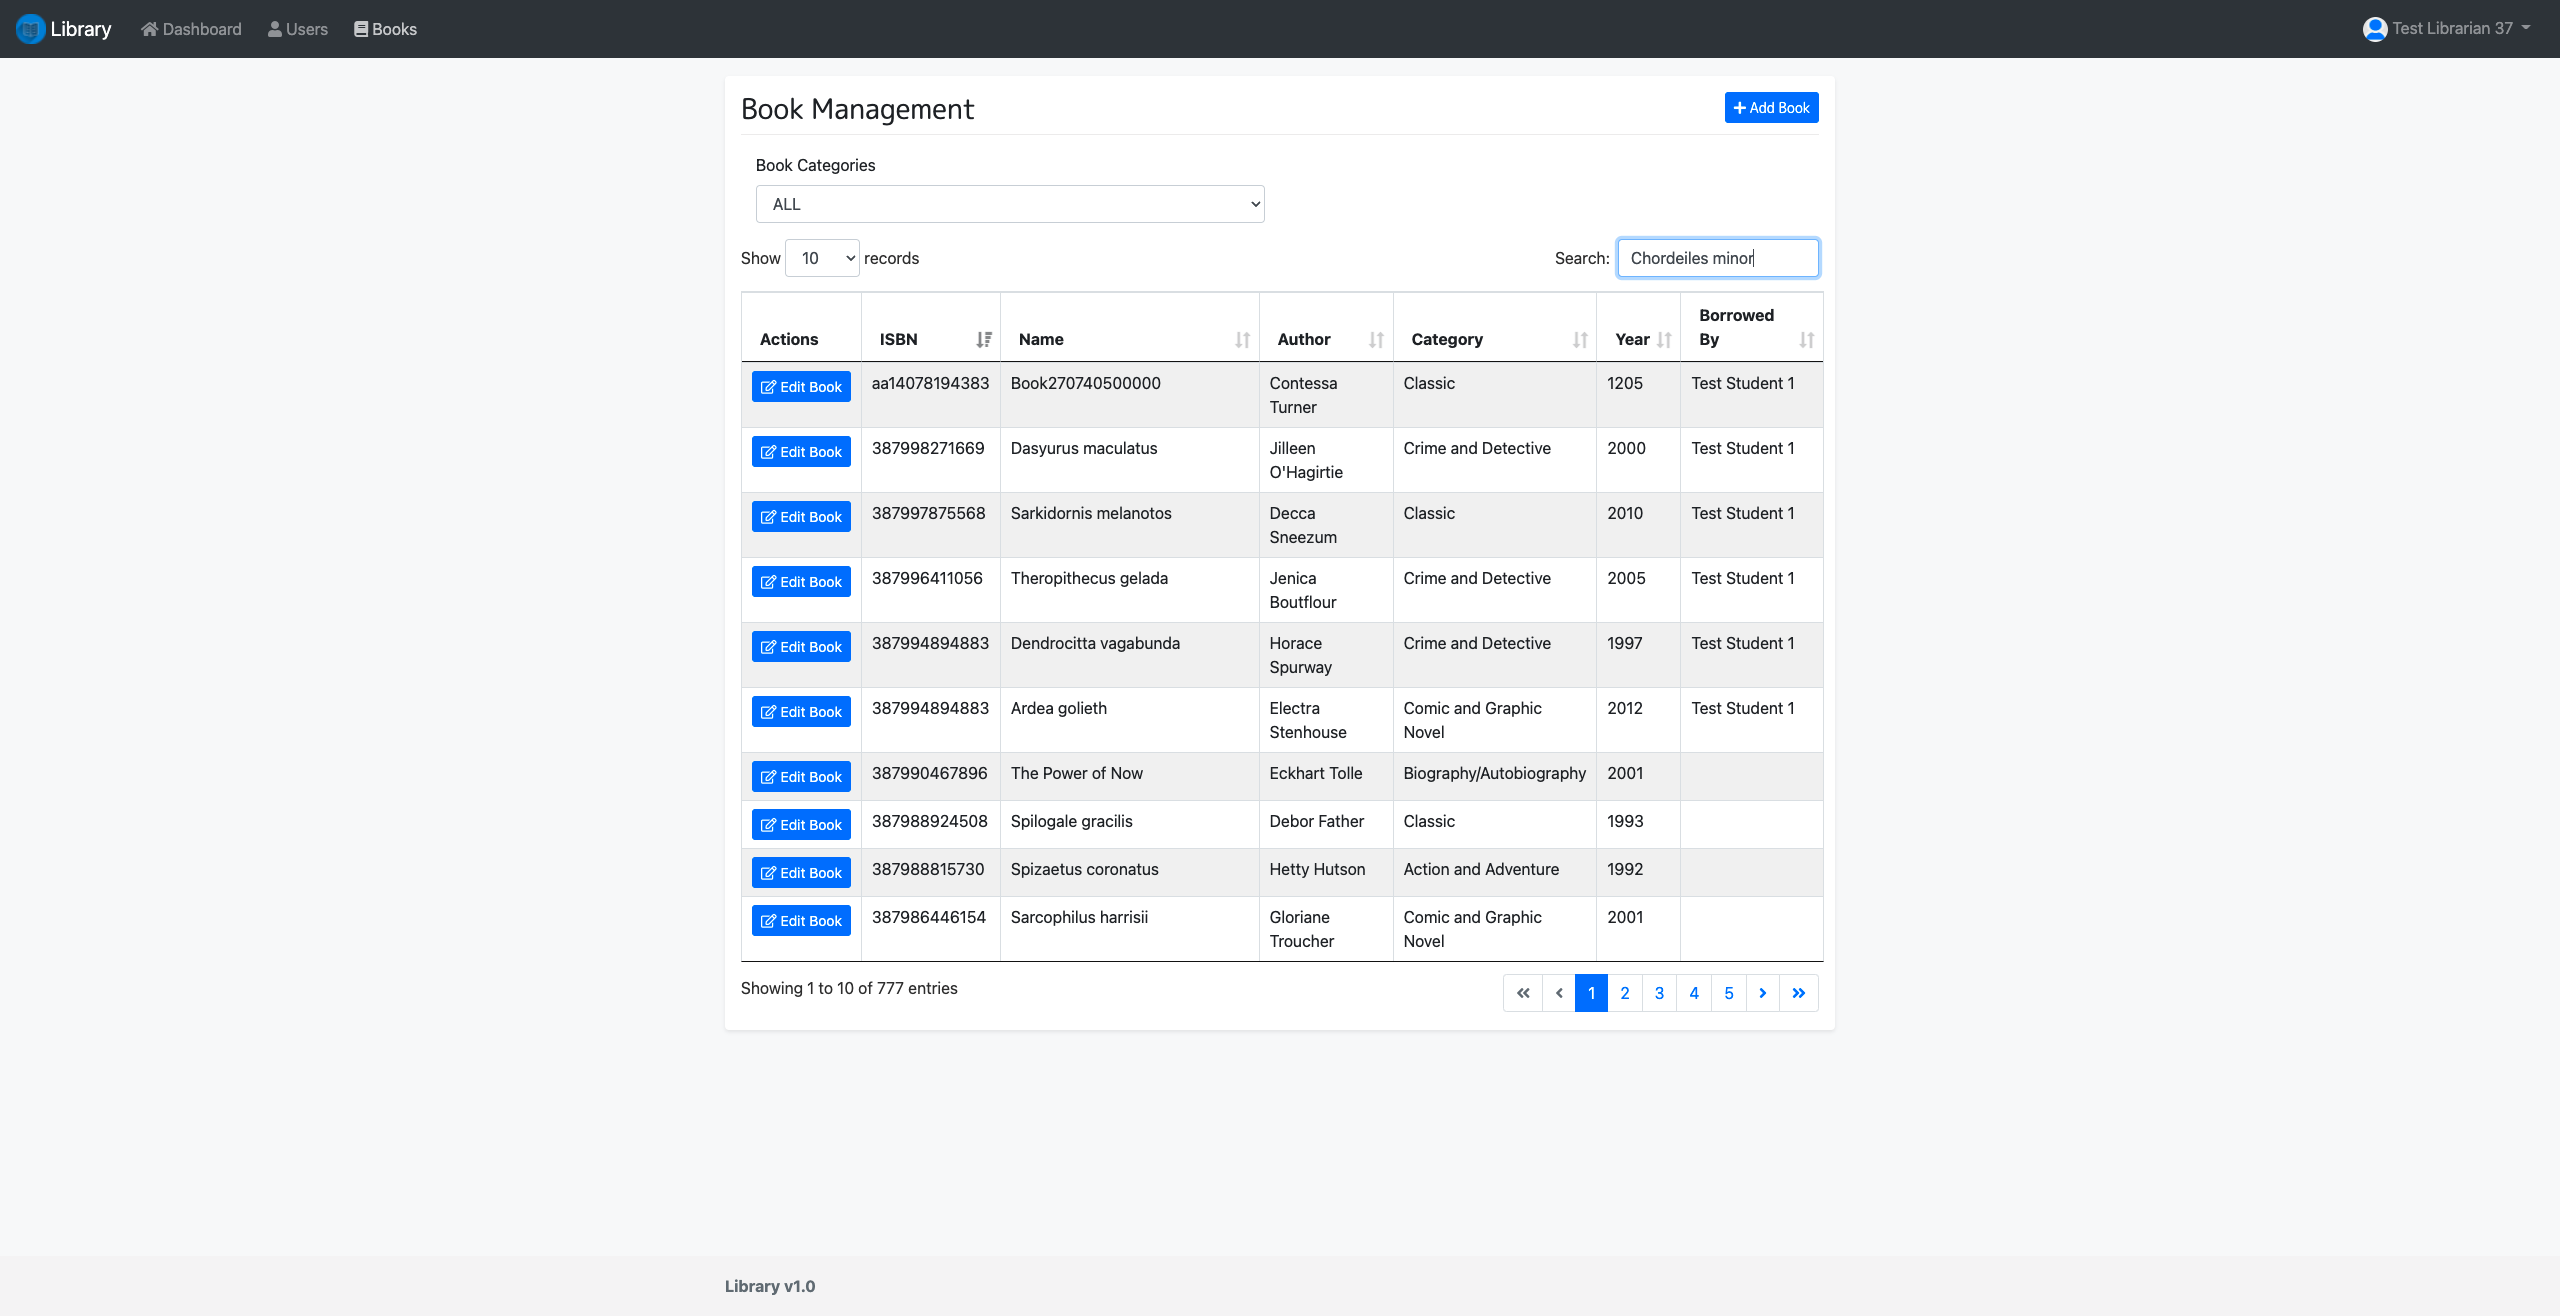 Library Dashboard Users Books Test Librarian 37
Book Management
Add Book
Book Categories
ALL
Show 10 records Search: Chordeiles minor
Actions ISBN Name Author Category Year Borrowed By
Edit Book aa14078194383 Book270740500000 Contessa Turner Classic 1205 Test Student 1
Edit Book 387998271669 Dasyurus maculatus Jilleen O'Hagirtie Crime and Detective 2000 Test Student 1
Edit Book 387997875568 Sarkidornis melanotos Decca Sneezum Classic 2010 Test Student 1
Edit Book 387996411056 Theropithecus gelada Jenica Boutflour Crime and Detective 2005 Test Student 1
Edit Book 387994894883 Dendrocitta vagabunda Horace Spurway Crime and Detective 1997 Test Student 1
Edit Book 387994894883 Ardea golieth Electra Stenhouse Comic and Graphic Novel 2012 Test Student 1
Edit Book 387990467896 The Power of Now Eckhart Tolle Biography/Autobiography 2001
Edit Book 387988924508 Spilogale gracilis Debor Father Classic 1993
Edit Book 387988815730 Spizaetus coronatus Hetty Hutson Action and Adventure 1992
Edit Book 387986446154 Sarcophilus harrisii Gloriane Troucher Comic and Graphic Novel 2001
Showing 1 to 10 of 777 entries 1 2 3 4 5
Library v1.0